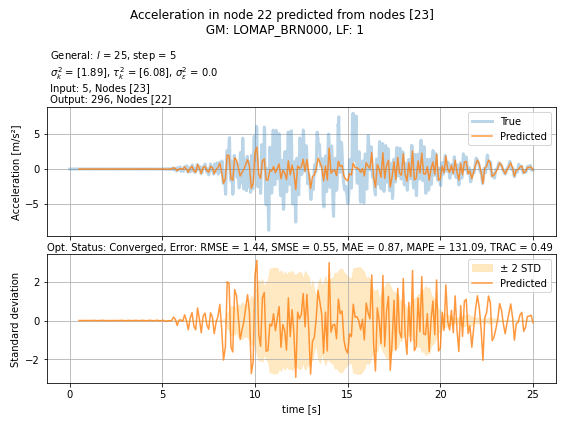 Acceleration in node 22 predicted from nodes [23]
GM: LOMAP_BRN000, LF: 1
General: l = 25, step = 5
σ²ₖ = [1.89], τ²ₖ = [6.08], σ²ε = 0.0
Input: 5, Nodes [23]
Output: 296, Nodes [22]
Acceleration [m/s²]
5
0
−5
True
Predicted
Opt. Status: Converged, Error: RMSE = 1.44, SMSE = 0.55, MAE = 0.87, MAPE = 131.09, TRAC = 0.49
Standard deviation
2
0
−2
± 2 STD
Predicted
0 5 10 15 20 25
time [s]